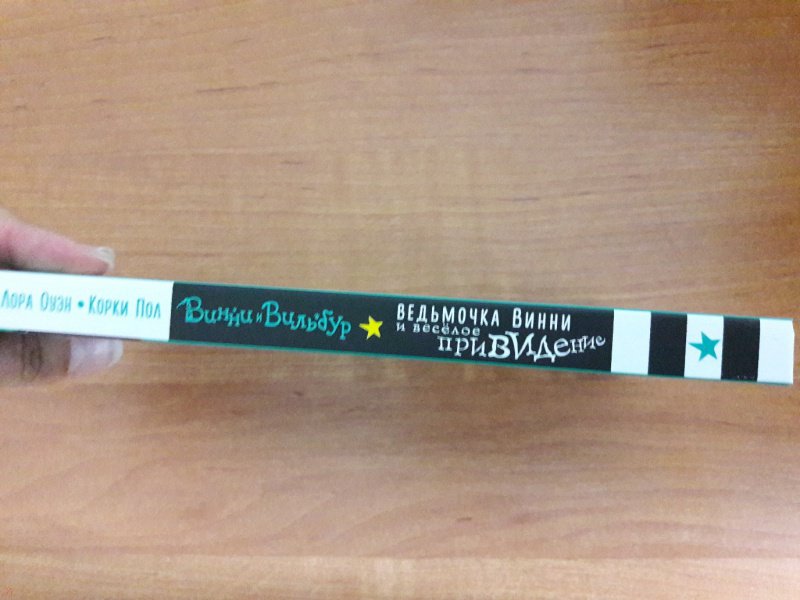 Лора Оуэн • Корки Пол
Винни и Вильбур
ВЕДЬМОЧКА ВИННИ
И ВЕСЁЛОЕ
ПРИВИДЕНИЕ